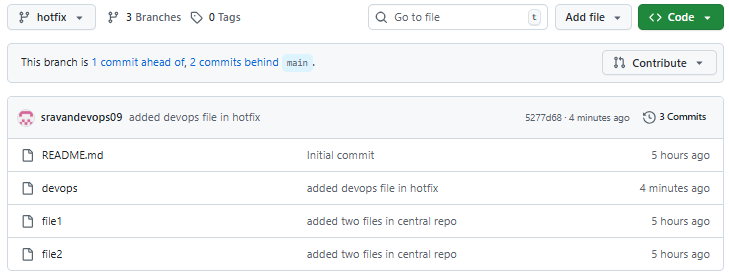 hotfix 3 Branches 0 Tags Go to file t Add file Code
This branch is 1 commit ahead of, 2 commits behind main . Contribute
sravandevops09 added devops file in hotfix 5277d68 · 4 minutes ago 3 Commits
README.md Initial commit 5 hours ago
devops added devops file in hotfix 4 minutes ago
file1 added two files in central repo 5 hours ago
file2 added two files in central repo 5 hours ago